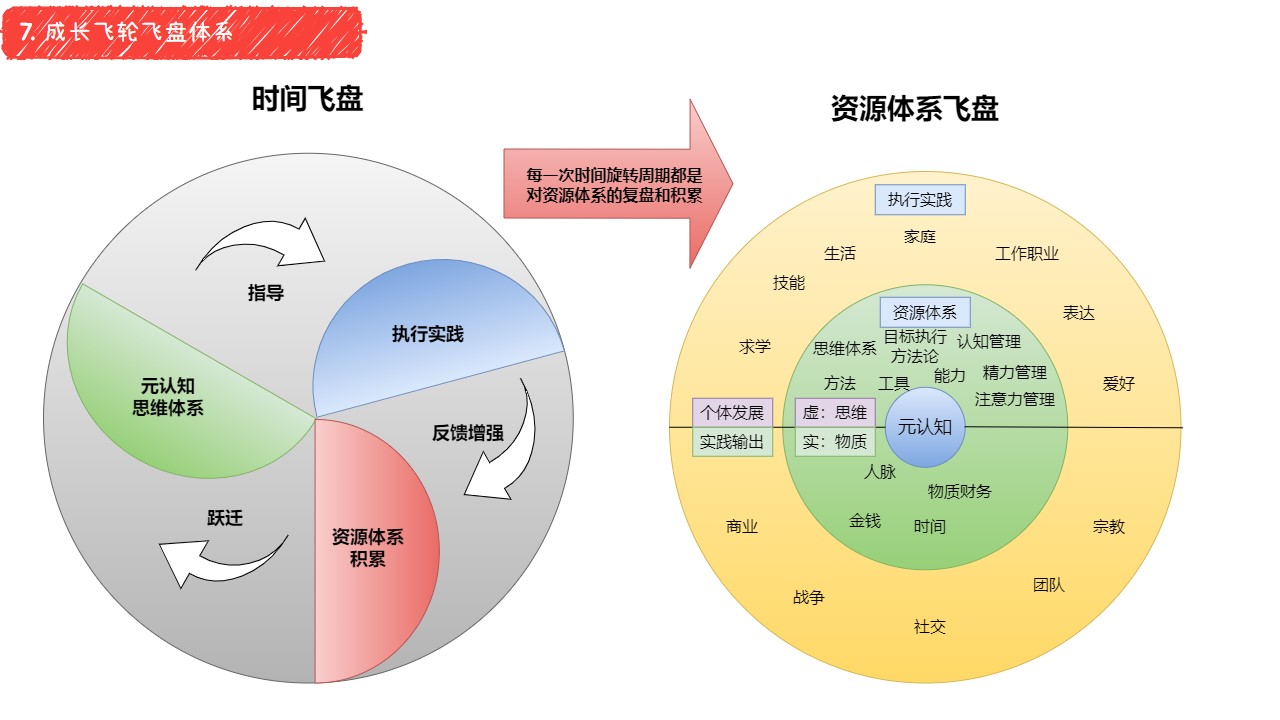 7. 成长飞轮飞盘体系
时间飞盘
资源体系飞盘
每一次时间旋转周期都是
对资源体系的复盘和积累
指导
执行实践
元认知
思维体系
反馈增强
跃迁
资源体系
积累
执行实践
家庭
生活
工作职业
技能
资源体系
表达
目标执行
方法论
认知管理
思维体系
求学
能力
精力管理
方法
工具
爱好
注意力管理
个体发展
虚：思维
元认知
实践输出
实：物质
人脉
物质财务
金钱
时间
商业
宗教
团队
战争
社交